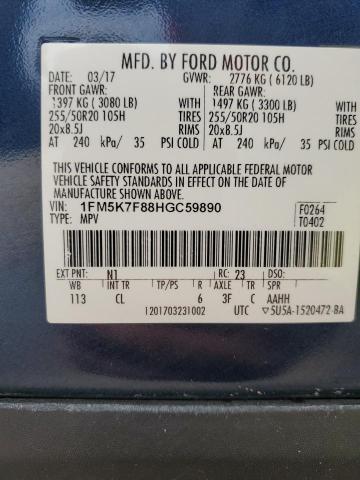 MFD. BY FORD MOTOR CO.
DATE: 03/17 GVWR: 2776 KG ( 6120 LB)
FRONT GAWR: REAR GAWR:
1397 KG ( 3080 LB) WITH 1497 KG ( 3300 LB) WITH
255/50R20 105H TIRES 255/50R20 105H TIRES
20x8.5J RIMS 20x8.5J RIMS
AT 240 kPa/ 35 PSI COLD AT 240 kPa/ 35 PSI COLD
THIS VEHICLE CONFORMS TO ALL APPLICABLE FEDERAL MOTOR
VEHICLE SAFETY AND THEFT PREVENTION STANDARDS IN EFFECT ON THE DATE OF
MANUFACTURE SHOWN ABOVE.
VIN: 1FM5K7F88HGC59890 F0264
TYPE: MPV T0402
EXT PNT: N1 RC: 23 DSO:
WB INT TR TP/PS R AXLE TR SPR
113 CL 6 3F C AAHH
1201703231002 UTC 5U5A-1520472-BA